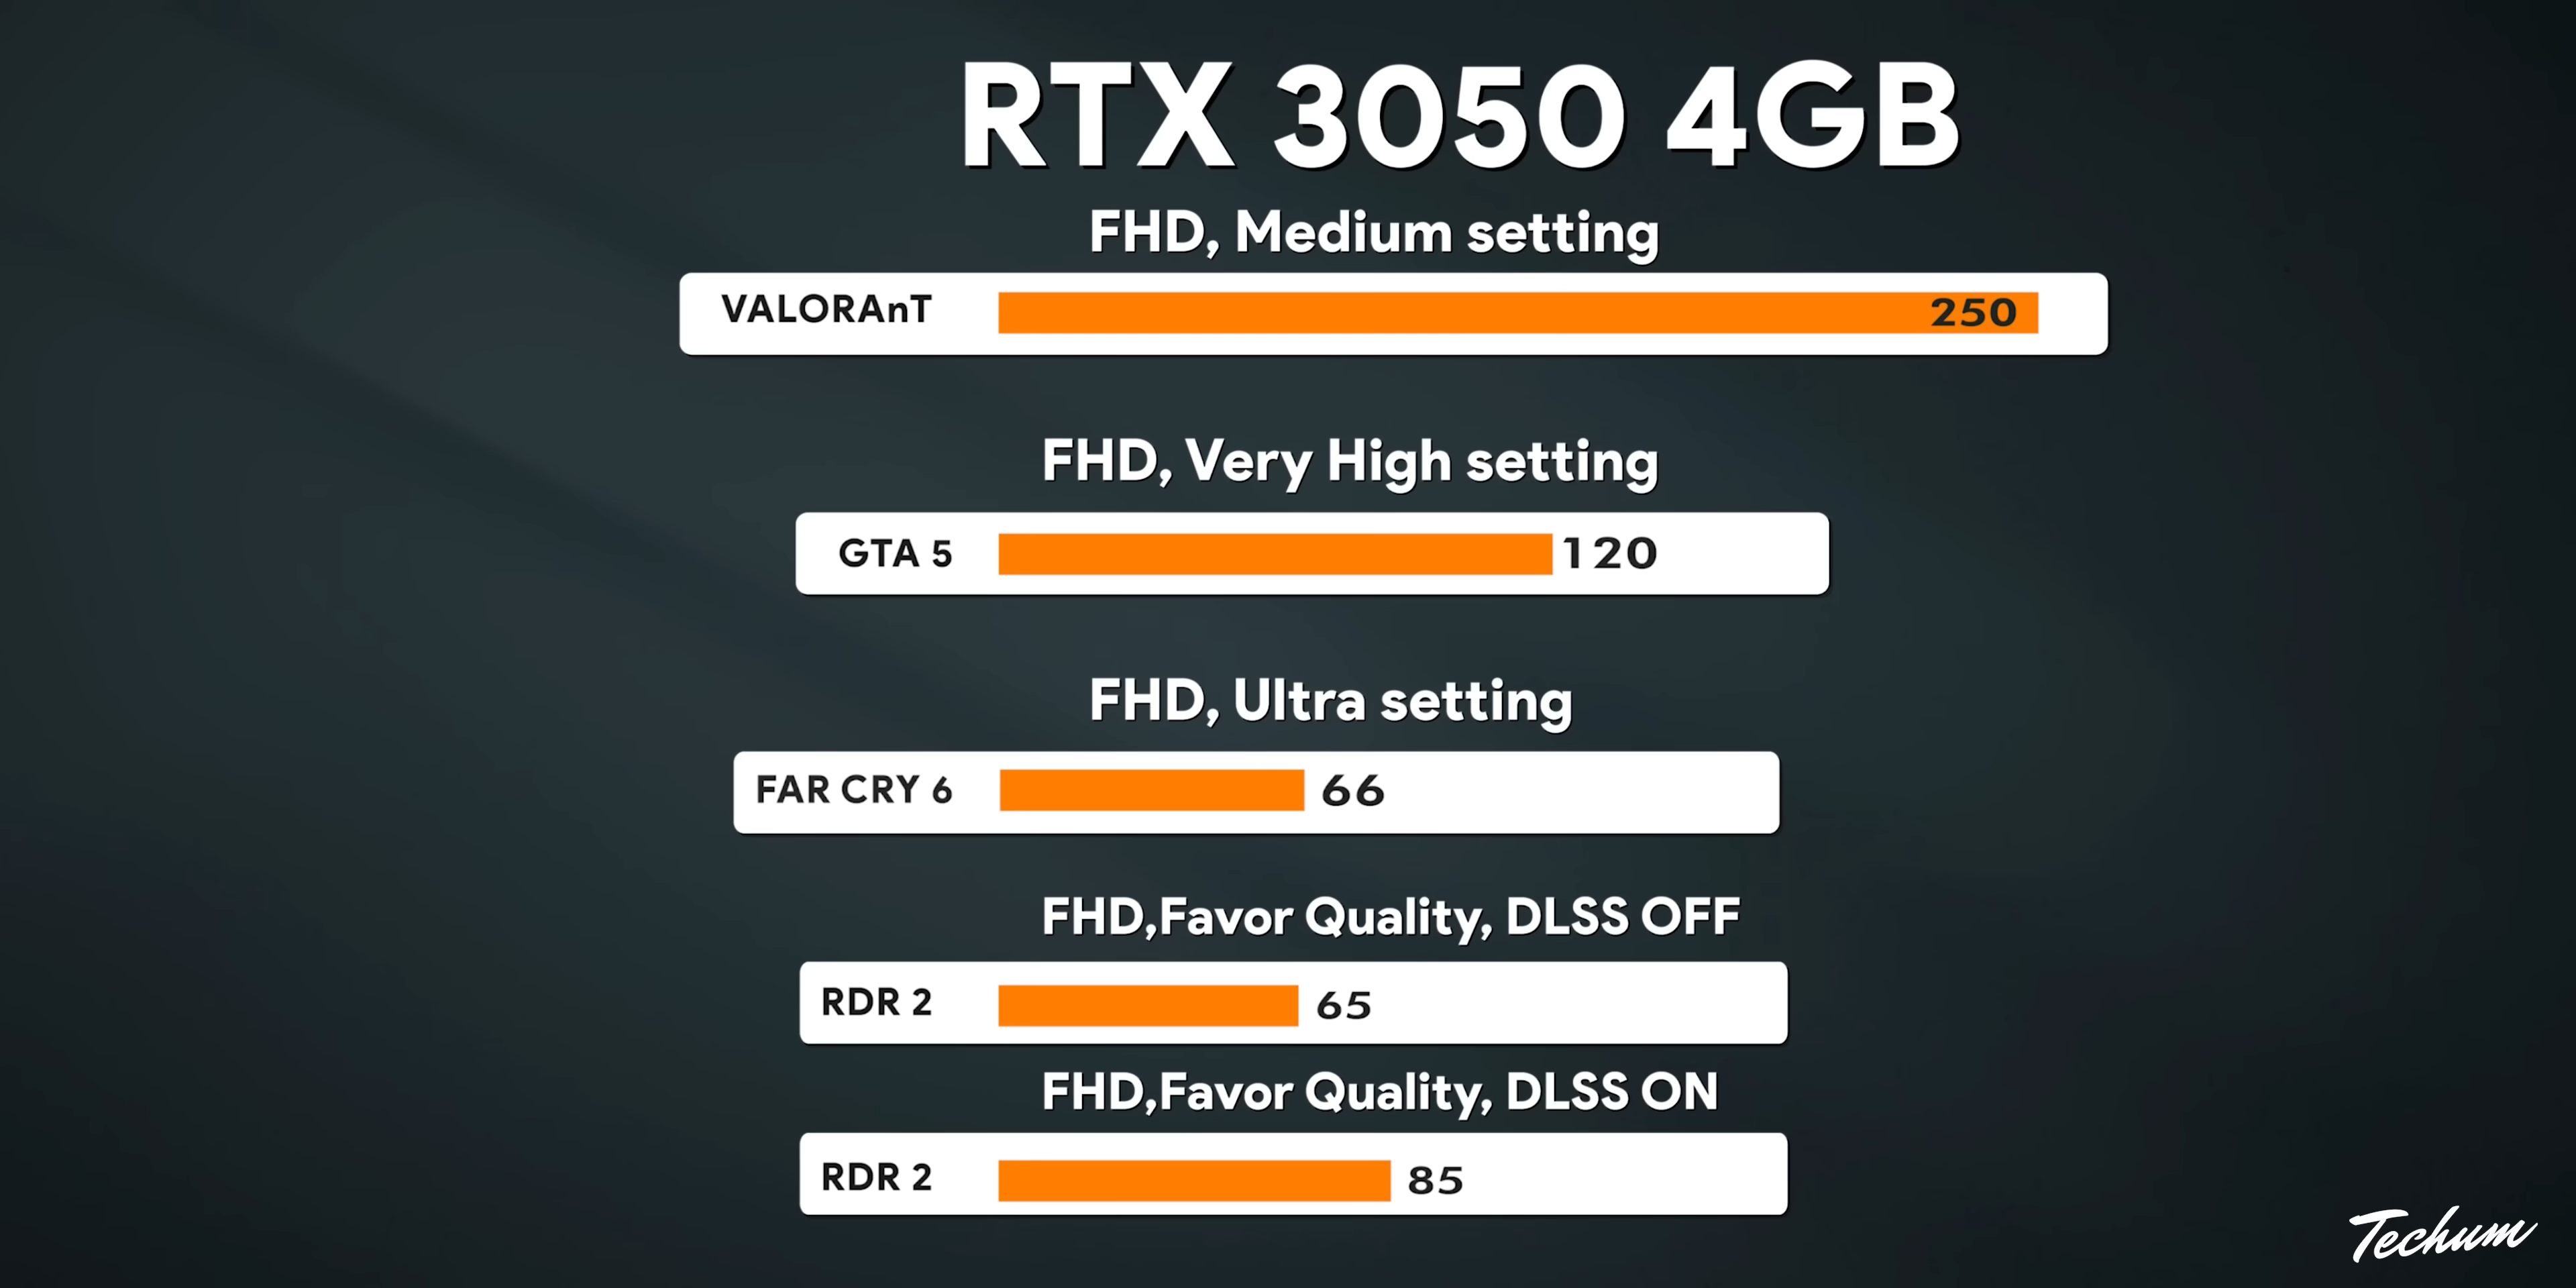 RTX 3050 4GB
FHD, Medium setting
VALORAnT 250
FHD, Very High setting
GTA 5 120
FHD, Ultra setting
FAR CRY 6 66
FHD,Favor Quality, DLSS OFF
RDR 2 65
FHD,Favor Quality, DLSS ON
RDR 2 85
Techum